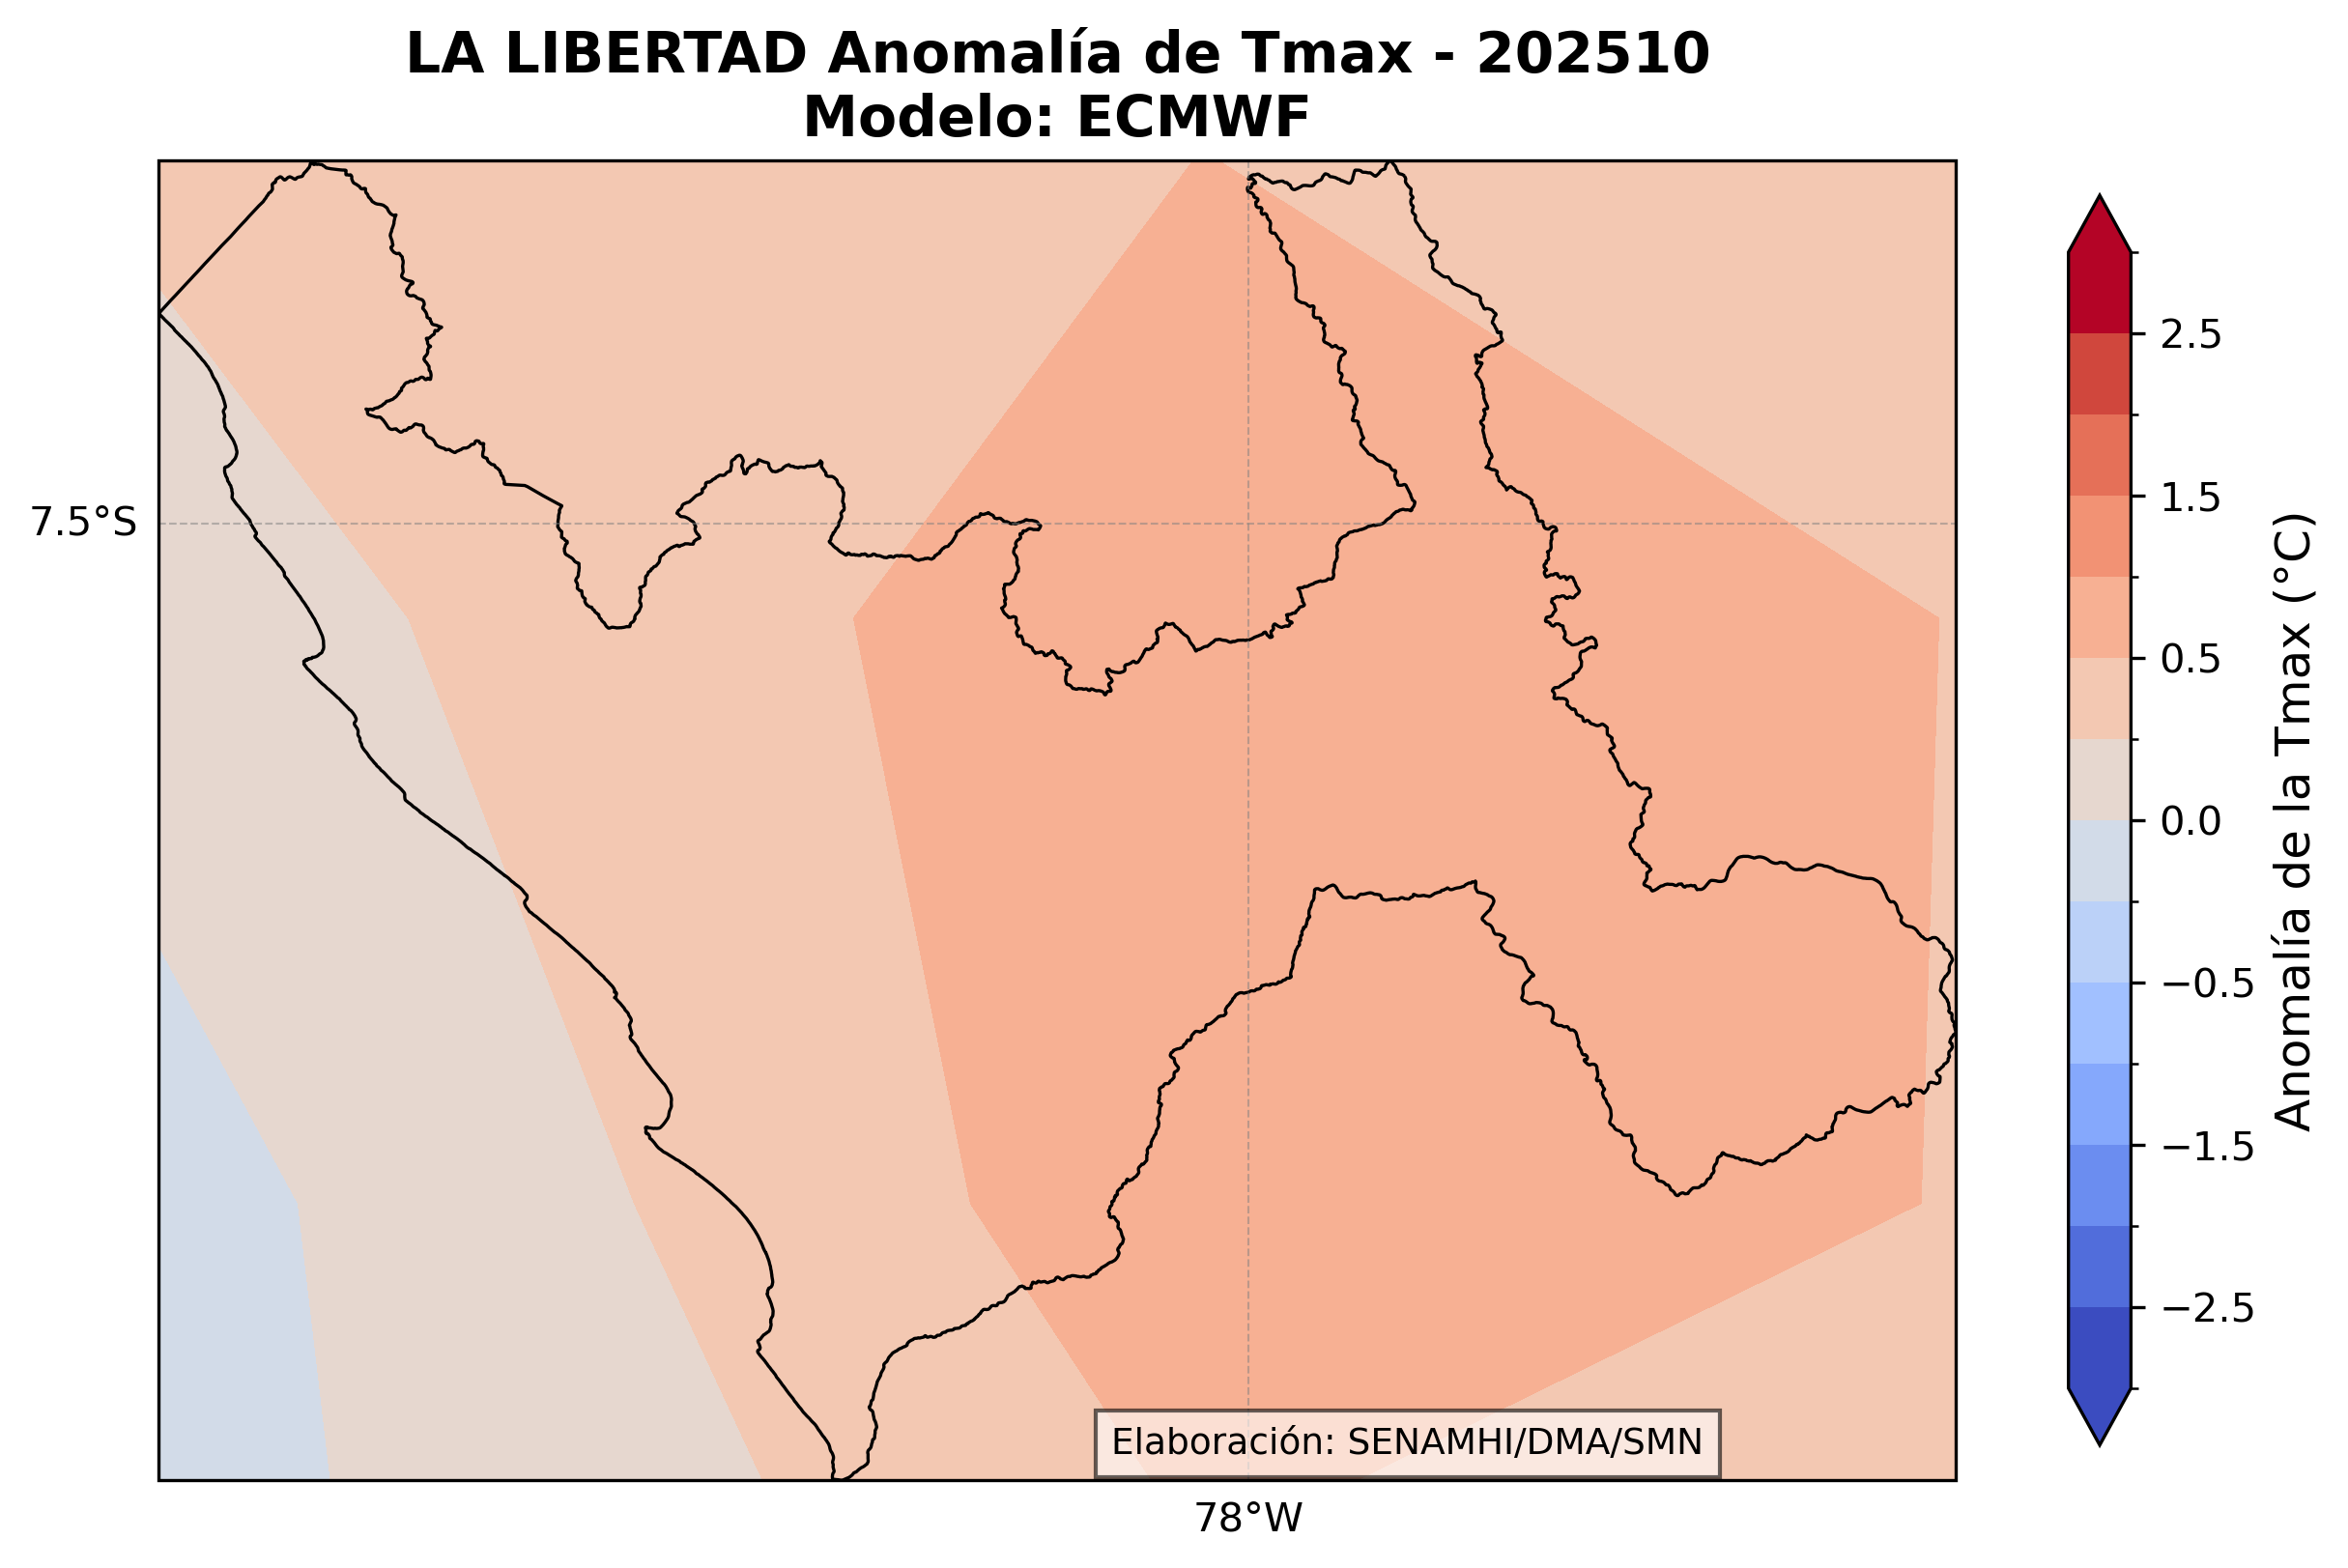 LA LIBERTAD Anomalía de Tmax - 202510
Modelo: ECMWF
7.5°S
78°W
Elaboración: SENAMHI/DMA/SMN
2.5
1.5
0.5
0.0
−0.5
−1.5
−2.5
Anomalía de la Tmax (°C)